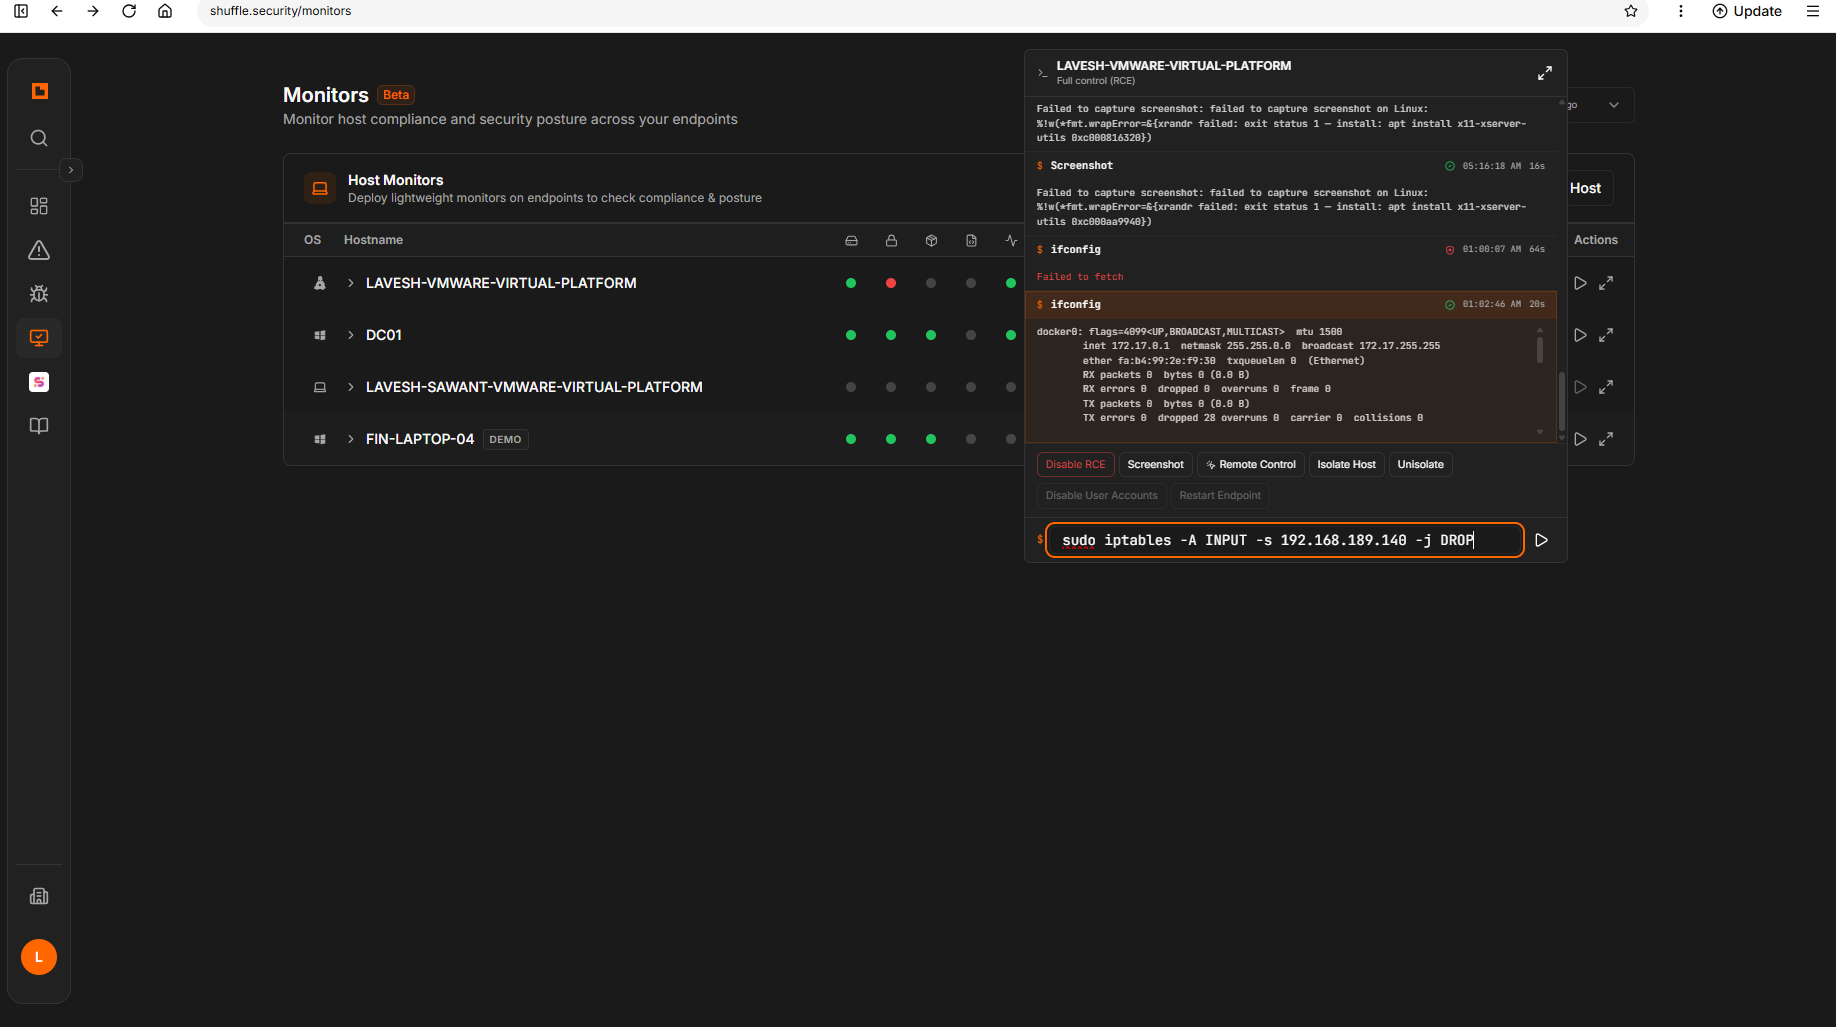 shuffle.security/monitors
Update
Monitors
Beta
Monitor host compliance and security posture across your endpoints
Host Monitors
Deploy lightweight monitors on endpoints to check compliance & posture
Host
OS
Hostname
Actions
LAVESH-VMWARE-VIRTUAL-PLATFORM
DC01
LAVESH-SAWANT-VMWARE-VIRTUAL-PLATFORM
FIN-LAPTOP-04
DEMO
LAVESH-VMWARE-VIRTUAL-PLATFORM
Full control (RCE)
Failed to capture screenshot: failed to capture screenshot on Linux:
%!w(*fmt.wrapError=&{xrandr failed: exit status 1 — install: apt install x11-xserver-
utils 0xc000816320})
$ Screenshot 05:16:18 AM 16s
Failed to capture screenshot: failed to capture screenshot on Linux:
%!w(*fmt.wrapError=&{xrandr failed: exit status 1 — install: apt install x11-xserver-
utils 0xc000aa9940})
$ ifconfig 01:00:07 AM 64s
Failed to fetch
$ ifconfig 01:02:46 AM 20s
docker0: flags=4099<UP,BROADCAST,MULTICAST>  mtu 1500
inet 172.17.0.1  netmask 255.255.0.0  broadcast 172.17.255.255
ether fa:b4:99:2e:f9:30  txqueuelen 0  (Ethernet)
RX packets 0  bytes 0 (0.0 B)
RX errors 0  dropped 0  overruns 0  frame 0
TX packets 0  bytes 0 (0.0 B)
TX errors 0  dropped 28 overruns 0  carrier 0  collisions 0
Disable RCE
Screenshot
Remote Control
Isolate Host
Unisolate
Disable User Accounts
Restart Endpoint
$ sudo iptables -A INPUT -s 192.168.189.140 -j DROP
L